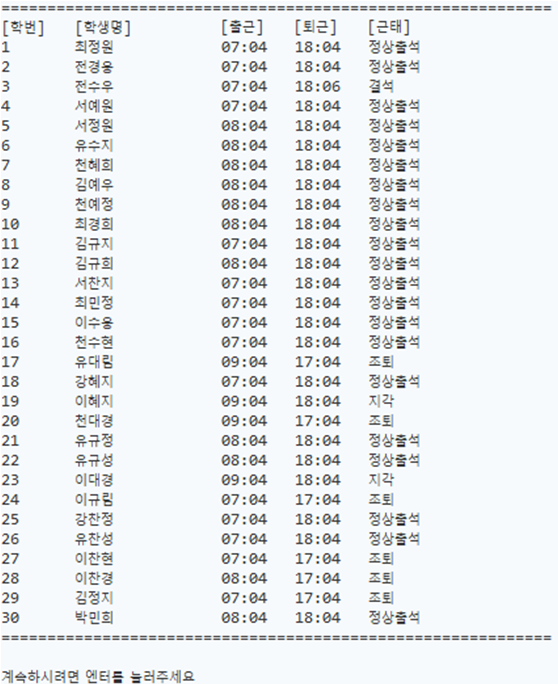 ============================================================
[학번] [학생명] [출근] [퇴근] [근태]
1 최정원 07:04 18:04 정상출석
2 전경용 07:04 18:04 정상출석
3 전수우 07:04 18:06 결석
4 서예원 07:04 18:04 정상출석
5 서정원 08:04 18:04 정상출석
6 유수지 08:04 18:04 정상출석
7 천혜희 08:04 18:04 정상출석
8 김예우 08:04 18:04 정상출석
9 천예정 08:04 18:04 정상출석
10 최경희 08:04 18:04 정상출석
11 김규지 07:04 18:04 정상출석
12 김규희 08:04 18:04 정상출석
13 서찬지 07:04 18:04 정상출석
14 최민정 07:04 18:04 정상출석
15 이수용 07:04 18:04 정상출석
16 천수현 07:04 18:04 정상출석
17 유대림 09:04 17:04 조퇴
18 강혜지 07:04 18:04 정상출석
19 이혜지 09:04 18:04 지각
20 천대경 09:04 17:04 조퇴
21 유규정 08:04 18:04 정상출석
22 유규성 08:04 18:04 정상출석
23 이대경 09:04 18:04 지각
24 이규림 07:04 17:04 조퇴
25 강찬정 07:04 18:04 정상출석
26 유찬성 07:04 18:04 정상출석
27 이찬현 07:04 17:04 조퇴
28 이찬경 08:04 17:04 조퇴
29 김정지 07:04 17:04 조퇴
30 박민희 08:04 18:04 정상출석
============================================================
계속하시려면 엔터를 눌러주세요